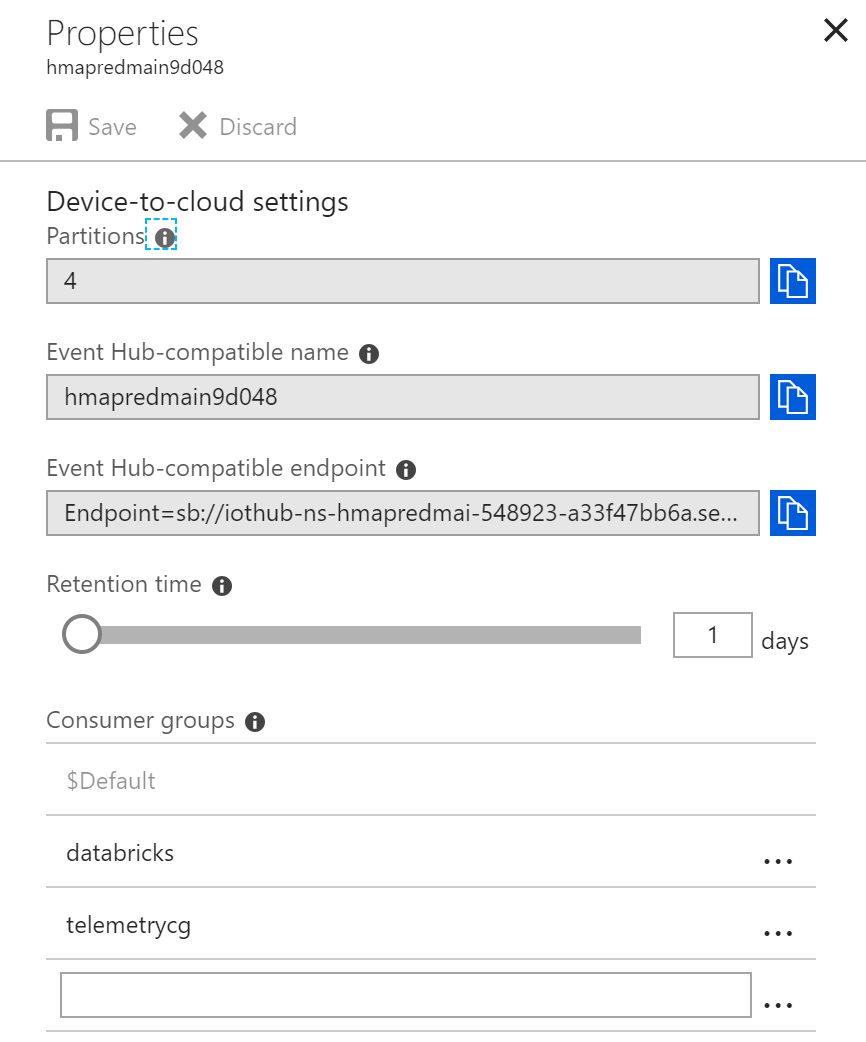 Properties
hmapredmain9d048
Save Discard
Device-to-cloud settings
Partitions
4
Event Hub-compatible name
hmapredmain9d048
Event Hub-compatible endpoint
Endpoint=sb://iothub-ns-hmapredmai-548923-a33f47bb6a.se...
Retention time
1 days
Consumer groups
$Default
databricks
telemetrycg